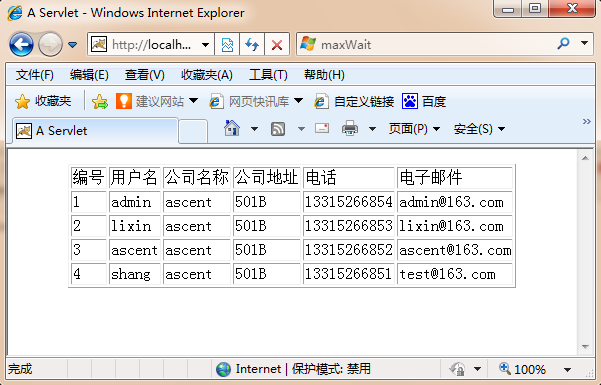 A Servlet - Windows Internet Explorer
http://localh... maxWait
文件(F) 编辑(E) 查看(V) 收藏夹(A) 工具(T) 帮助(H)
收藏夹 建议网站 网页快讯库 自定义链接 百度
A Servlet 页面(P) 安全(S) »
编号 用户名 公司名称 公司地址 电话 电子邮件
1 admin ascent 501B 13315266854 admin@163.com
2 lixin ascent 501B 13315266853 lixin@163.com
3 ascent ascent 501B 13315266852 ascent@163.com
4 shang ascent 501B 13315266851 test@163.com
完成 Internet | 保护模式: 禁用 100%